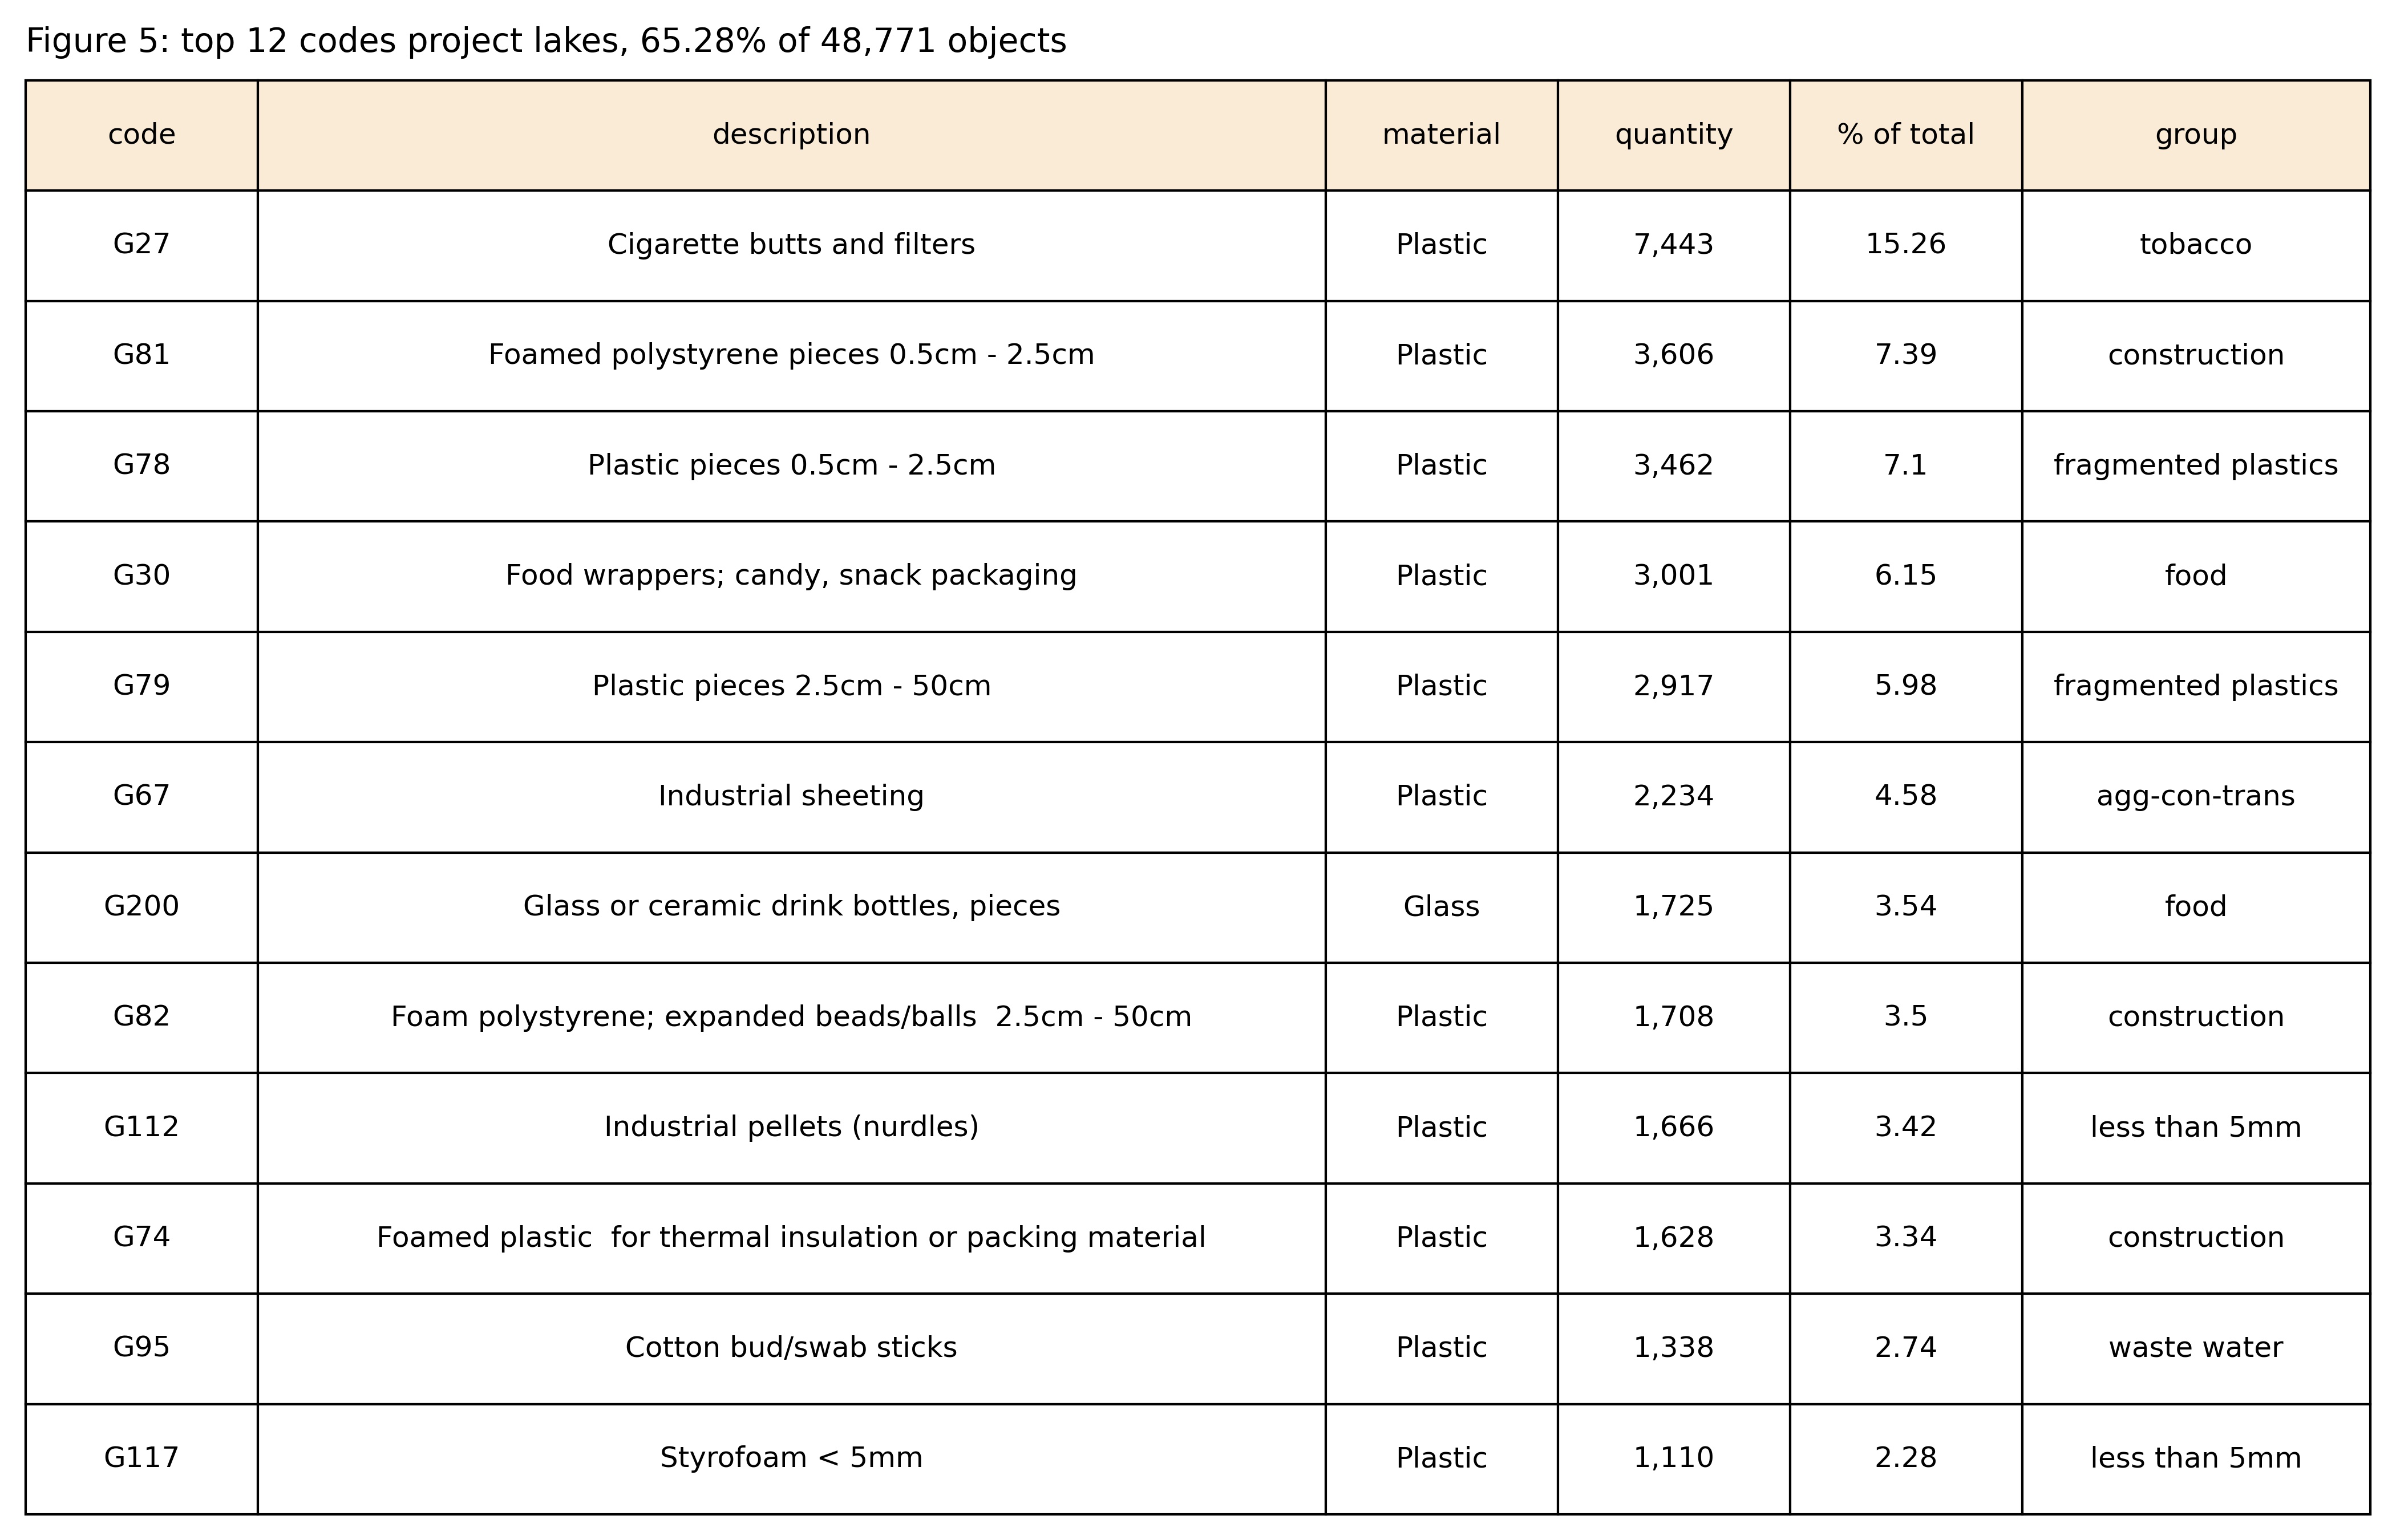 Figure 5: top 12 codes project lakes, 65.28% of 48,771 objects
code description material quantity % of total group
G27 Cigarette butts and filters Plastic 7,443 15.26 tobacco
G81 Foamed polystyrene pieces 0.5cm - 2.5cm Plastic 3,606 7.39 construction
G78 Plastic pieces 0.5cm - 2.5cm Plastic 3,462 7.1 fragmented plastics
G30 Food wrappers; candy, snack packaging Plastic 3,001 6.15 food
G79 Plastic pieces 2.5cm - 50cm Plastic 2,917 5.98 fragmented plastics
G67 Industrial sheeting Plastic 2,234 4.58 agg-con-trans
G200 Glass or ceramic drink bottles, pieces Glass 1,725 3.54 food
G82 Foam polystyrene; expanded beads/balls  2.5cm - 50cm Plastic 1,708 3.5 construction
G112 Industrial pellets (nurdles) Plastic 1,666 3.42 less than 5mm
G74 Foamed plastic  for thermal insulation or packing material Plastic 1,628 3.34 construction
G95 Cotton bud/swab sticks Plastic 1,338 2.74 waste water
G117 Styrofoam < 5mm Plastic 1,110 2.28 less than 5mm